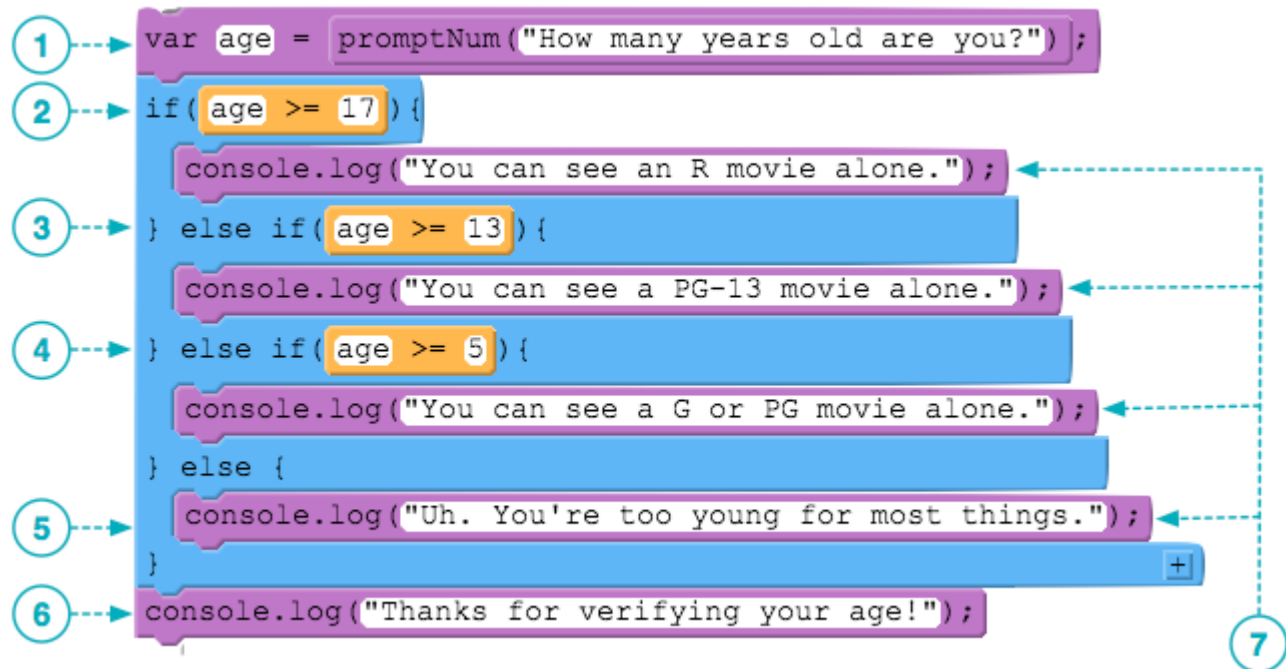 1 var age = promptNum("How many years old are you?");
2 if(age >= 17){
console.log("You can see an R movie alone.");
3 } else if(age >= 13){
console.log("You can see a PG-13 movie alone.");
4 } else if(age >= 5){
console.log("You can see a G or PG movie alone.");
} else {
5 console.log("Uh. You're too young for most things.");
} +
6 console.log("Thanks for verifying your age!");
7